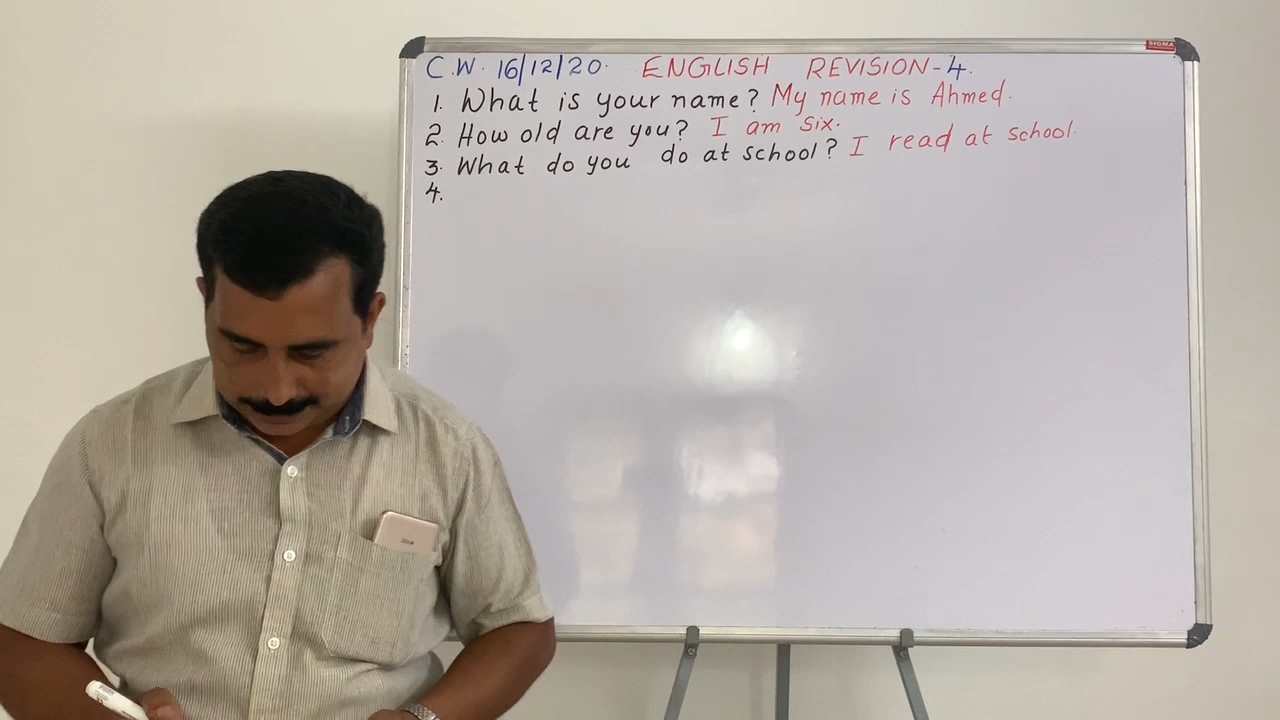 SIGMA
C.W. 16/12/20. ENGLISH REVISION-4.
1. What is your name? My name is Ahmed.
2. How old are you? I am six.
3. What do you do at school? I read at school.
4.